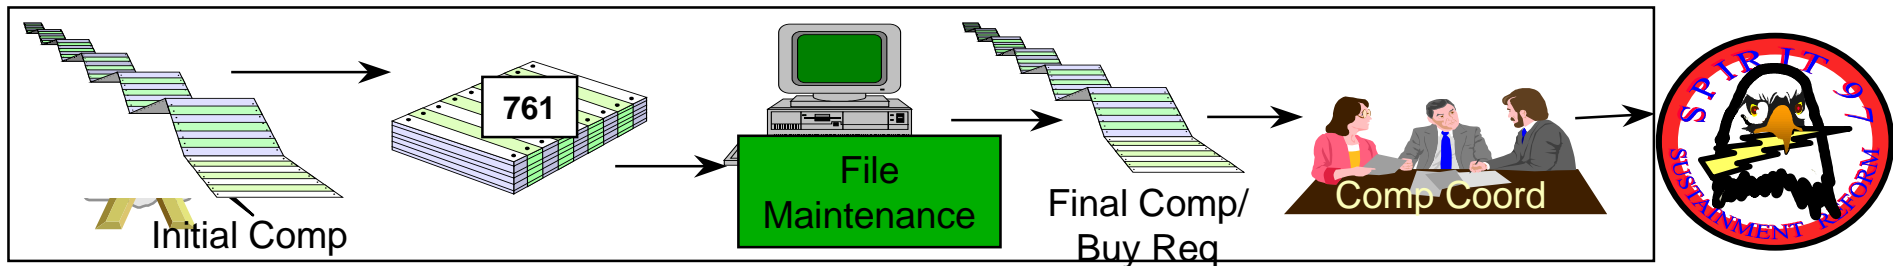 Initial Comp
761
File
Maintenance
Final Comp/
Buy Req
Comp Coord
SPIRIT 97
SUSTAINMENT REFORM